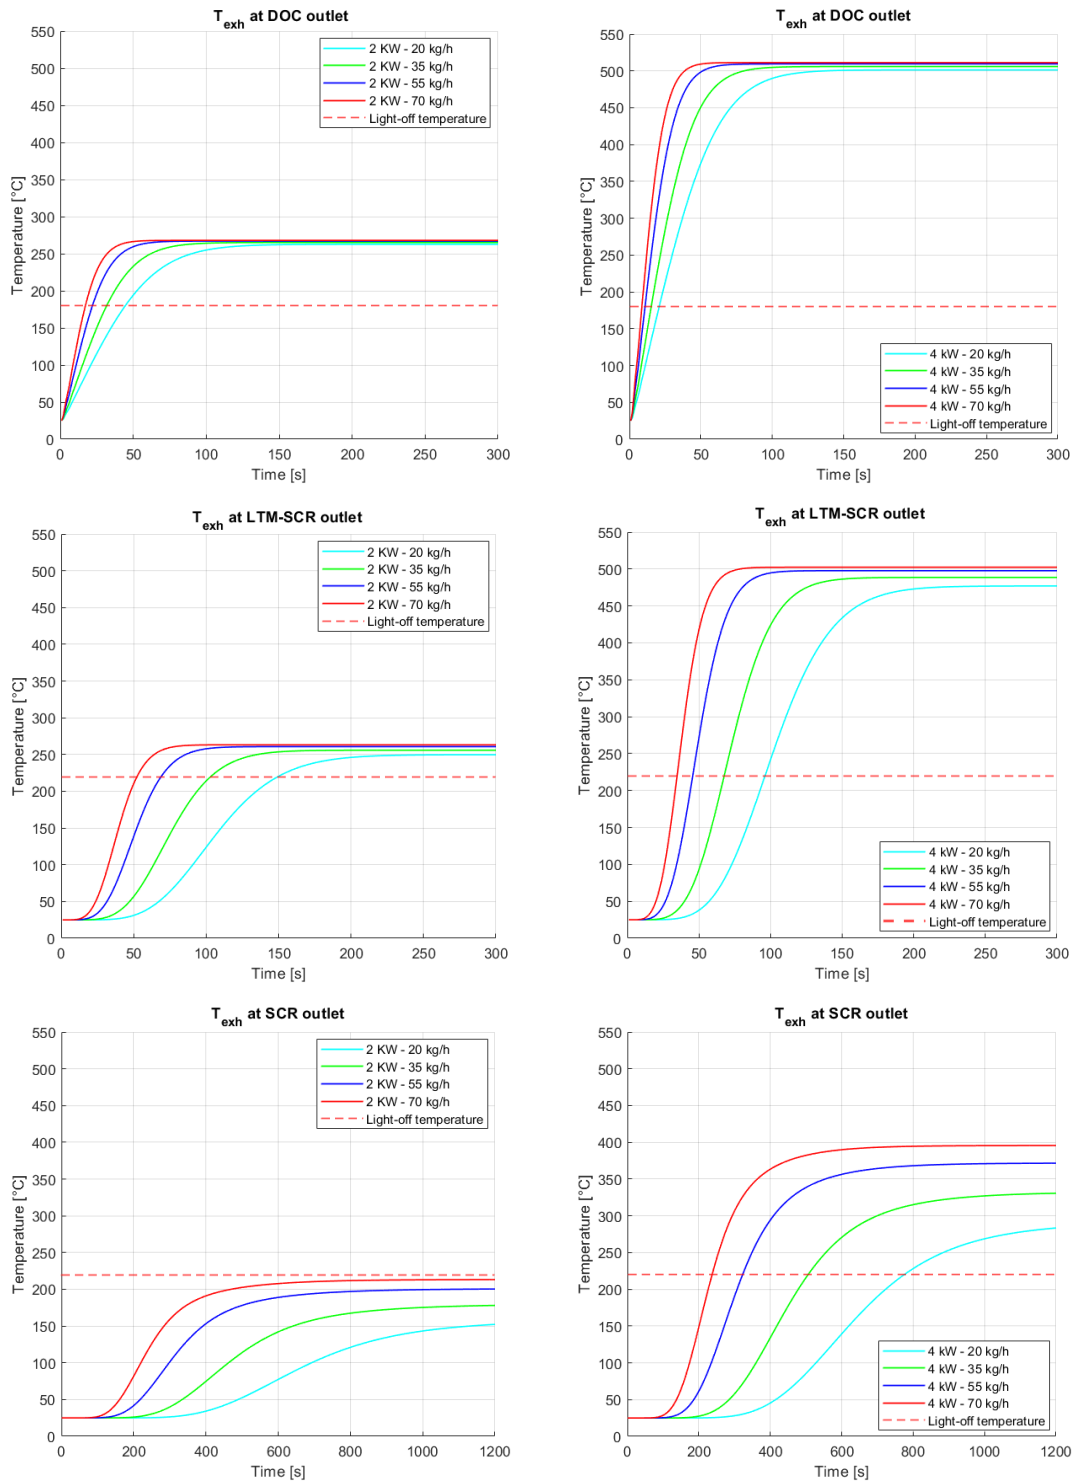 T_exh at DOC outlet
550
500
450
400
350
300
250
200
150
100
50
0
Temperature [°C]
2 KW - 20 kg/h
2 KW - 35 kg/h
2 KW - 55 kg/h
2 KW - 70 kg/h
Light-off temperature
0 50 100 150 200 250 300
Time [s]
T_exh at DOC outlet
550
500
450
400
350
300
250
200
150
100
50
0
Temperature [°C]
4 kW - 20 kg/h
4 kW - 35 kg/h
4 kW - 55 kg/h
4 kW - 70 kg/h
Light-off temperature
0 50 100 150 200 250 300
Time [s]
T_exh at LTM-SCR outlet
550
500
450
400
350
300
250
200
150
100
50
0
Temperature [°C]
2 KW - 20 kg/h
2 KW - 35 kg/h
2 KW - 55 kg/h
2 KW - 70 kg/h
Light-off temperature
0 50 100 150 200 250 300
Time [s]
T_exh at LTM-SCR outlet
550
500
450
400
350
300
250
200
150
100
50
0
Temperature [°C]
4 kW - 20 kg/h
4 kW - 35 kg/h
4 kW - 55 kg/h
4 kW - 70 kg/h
Light-off temperature
0 50 100 150 200 250 300
Time [s]
T_exh at SCR outlet
550
500
450
400
350
300
250
200
150
100
50
0
Temperature [°C]
2 KW - 20 kg/h
2 KW - 35 kg/h
2 KW - 55 kg/h
2 KW - 70 kg/h
Light-off temperature
0 200 400 600 800 1000 1200
Time [s]
T_exh at SCR outlet
550
500
450
400
350
300
250
200
150
100
50
0
Temperature [°C]
4 kW - 20 kg/h
4 kW - 35 kg/h
4 kW - 55 kg/h
4 kW - 70 kg/h
Light-off temperature
0 200 400 600 800 1000 1200
Time [s]